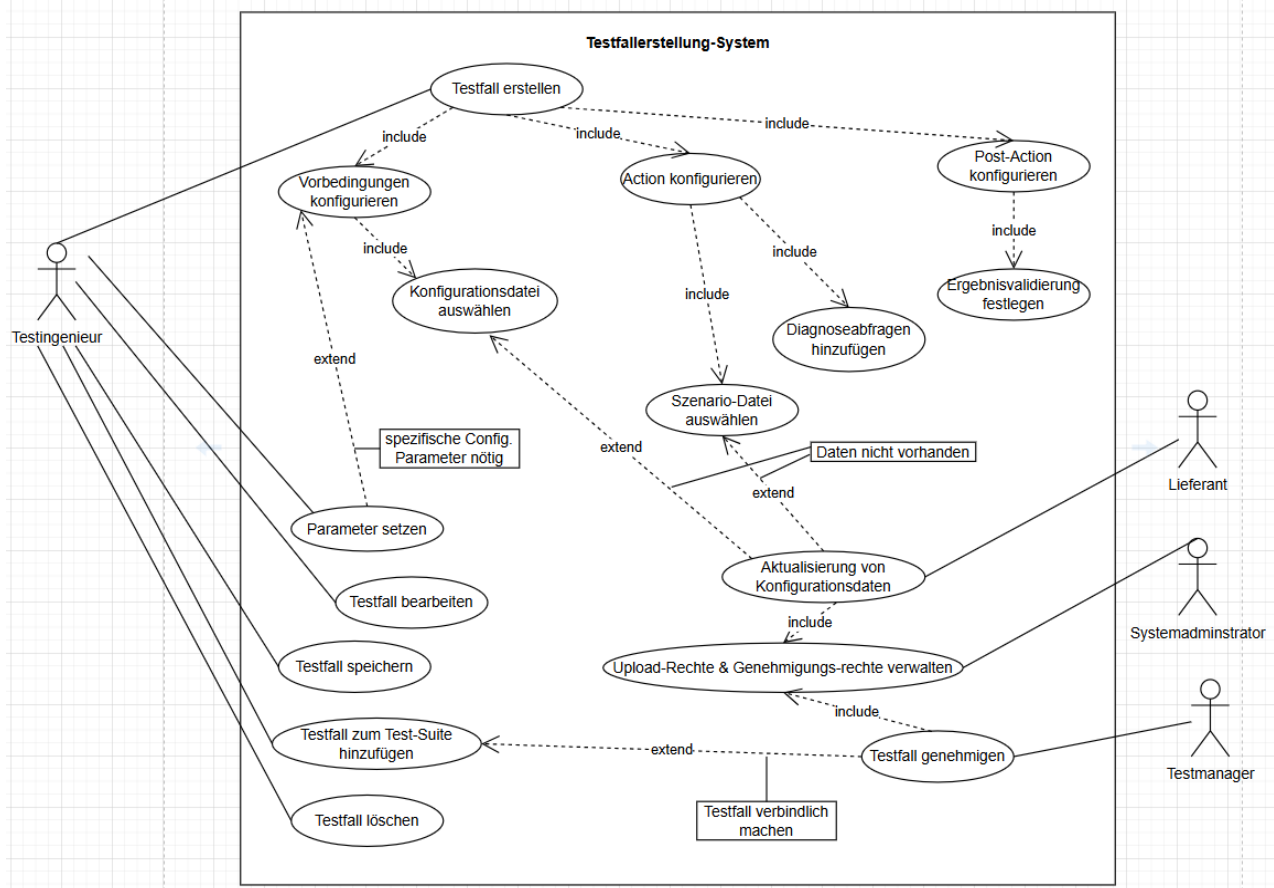 Testfallerstellung-System
Testfall erstellen
include
include
include
Vorbedingungen
konfigurieren
Action konfigurieren
Post-Action
konfigurieren
include
include
include
include
Konfigurationsdatei
auswählen
Ergebnisvalidierung
festlegen
Diagnoseabfragen
hinzufügen
Testingenieur
extend
Szenario-Datei
auswählen
spezifische Config.
Parameter nötig
extend
Daten nicht vorhanden
extend
Lieferant
Parameter setzen
Aktualisierung von
Konfigurationsdaten
Testfall bearbeiten
include
Systemadminstrator
Testfall speichern
Upload-Rechte & Genehmigungs-rechte verwalten
include
Testfall zum Test-Suite
hinzufügen
extend
Testfall genehmigen
Testmanager
Testfall verbindlich
machen
Testfall löschen